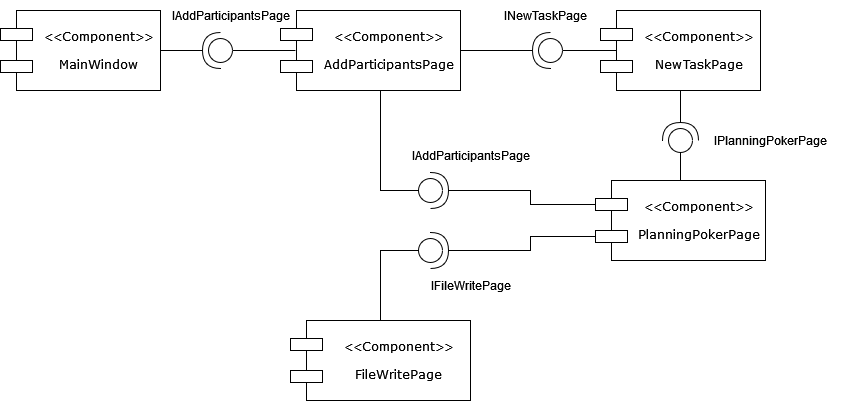 IAddParticipantsPage
INewTaskPage
<<Component>>
MainWindow
<<Component>>
AddParticipantsPage
<<Component>>
NewTaskPage
IPlanningPokerPage
IAddParticipantsPage
<<Component>>
PlanningPokerPage
IFileWritePage
<<Component>>
FileWritePage